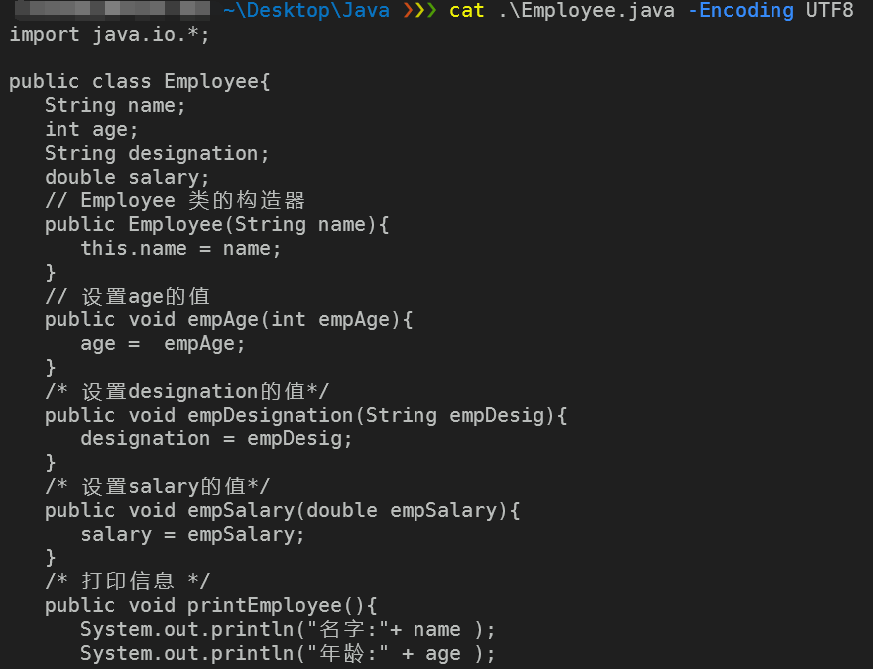 ~\Desktop\Java ❯❯❯ cat .\Employee.java -Encoding UTF8
import java.io.*;

public class Employee{
   String name;
   int age;
   String designation;
   double salary;
   // Employee 类的构造器
   public Employee(String name){
      this.name = name;
   }
   // 设置age的值
   public void empAge(int empAge){
      age =  empAge;
   }
   /* 设置designation的值*/
   public void empDesignation(String empDesig){
      designation = empDesig;
   }
   /* 设置salary的值*/
   public void empSalary(double empSalary){
      salary = empSalary;
   }
   /* 打印信息 */
   public void printEmployee(){
      System.out.println("名字:"+ name );
      System.out.println("年龄:" + age );